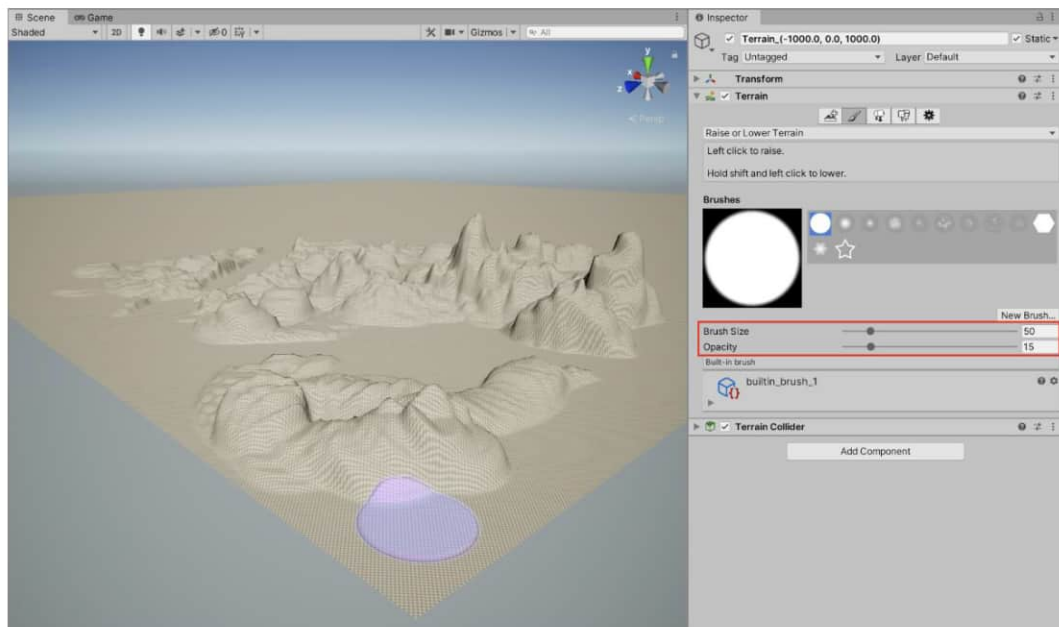 Scene Game
Shaded 2D 0 Gizmos All
y
x
z
Persp
Inspector
Terrain_(-1000.0, 0.0, 1000.0) Static
Tag Untagged Layer Default
Transform
Terrain
Raise or Lower Terrain
Left click to raise.
Hold shift and left click to lower.
Brushes
New Brush...
Brush Size 50
Opacity 15
Built-in brush
builtin_brush_1
Terrain Collider
Add Component